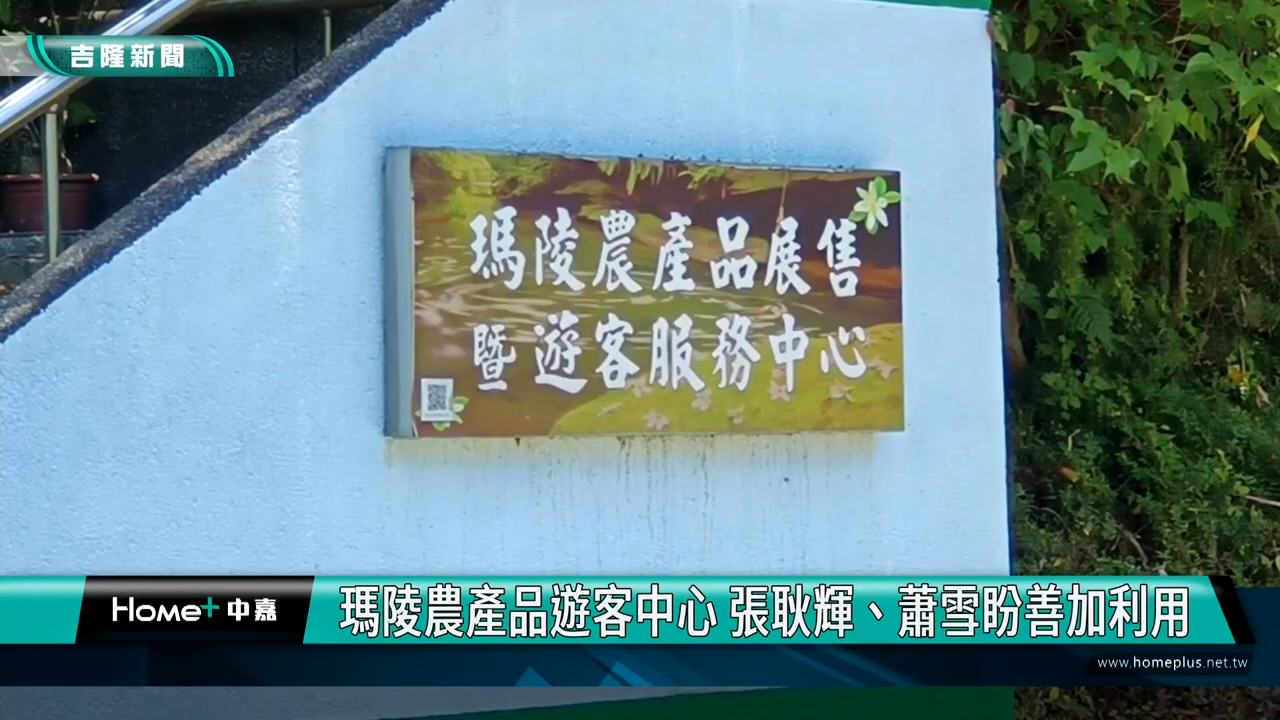 吉隆新聞
瑪陵農產品展售
暨遊客服務中心
Home+中嘉
瑪陵農產品遊客中心 張耿輝、蕭雪盼善加利用
www.homeplus.net.tw